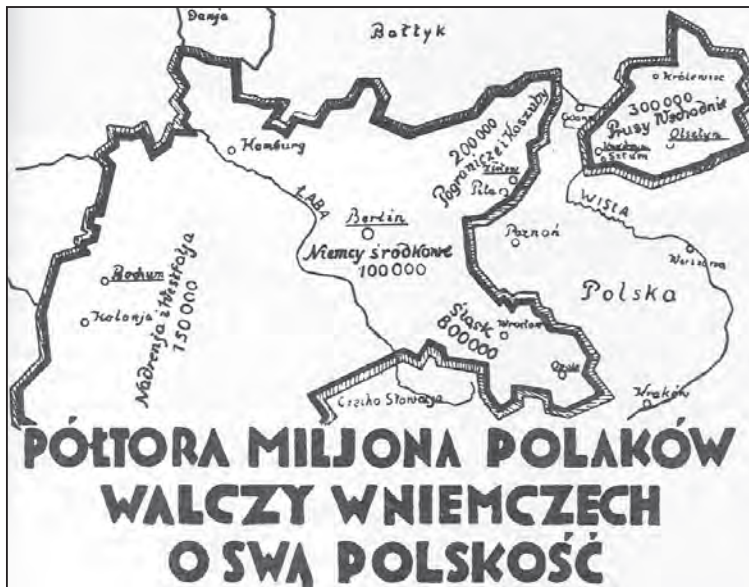 Danja
Bałtyk
Królewiec
300000
Prusy Wschodnie
Olsztyn
Sztum
Gdańsk
200000
Pogranicze i Kaszuby
Złotów
Piła
Hamburg
ŁABA
Berlin
Niemcy środkowe
100000
Poznań
WISŁA
Warszawa
Polska
Bochum
Kolonja
Nadrenja i Westfalja
150000
Śląsk
800000
Wrocław
Opole
Czecho Słowacja
Kraków
PÓŁTORA MILJONA POLAKÓW
WALCZY W NIEMCZECH
O SWĄ POLSKOŚĆ